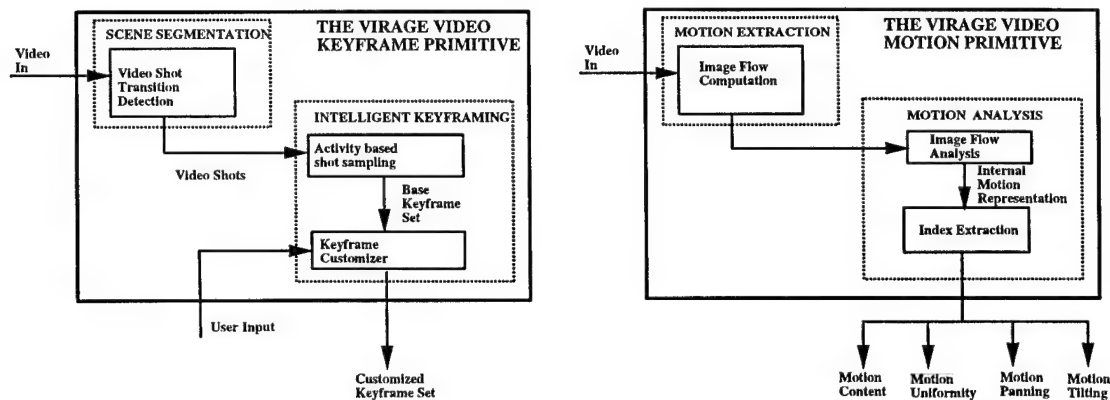 THE VIRAGE VIDEO
KEYFRAME PRIMITIVE
SCENE SEGMENTATION
Video
In
Video Shot
Transition
Detection
INTELLIGENT KEYFRAMING
Activity based
shot sampling
Video Shots
Base
Keyframe
Set
Keyframe
Customizer
User Input
Customized
Keyframe Set
THE VIRAGE VIDEO
MOTION PRIMITIVE
MOTION EXTRACTION
Video
In
Image Flow
Computation
MOTION ANALYSIS
Image Flow
Analysis
Internal
Motion
Representation
Index Extraction
Motion
Content
Motion
Uniformity
Motion
Panning
Motion
Tilting